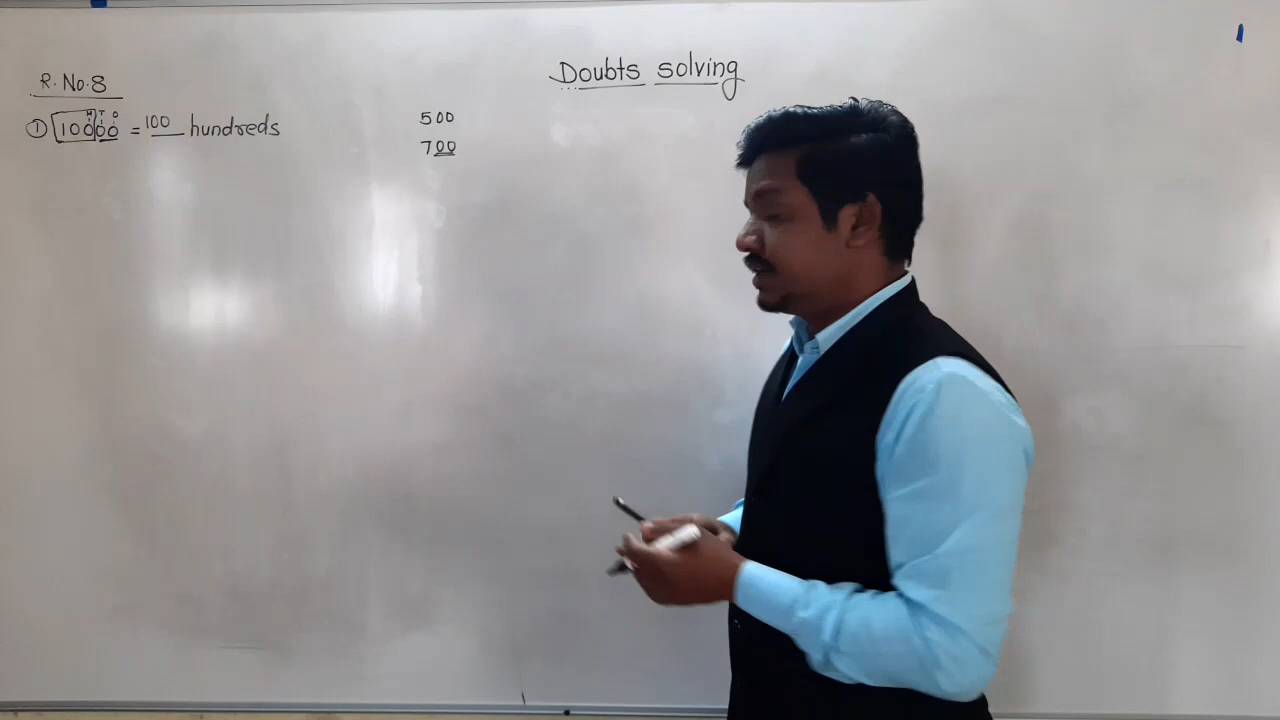 Doubts solving
R. No. 8
H T O
① 10000 = 100 hundreds
500
700